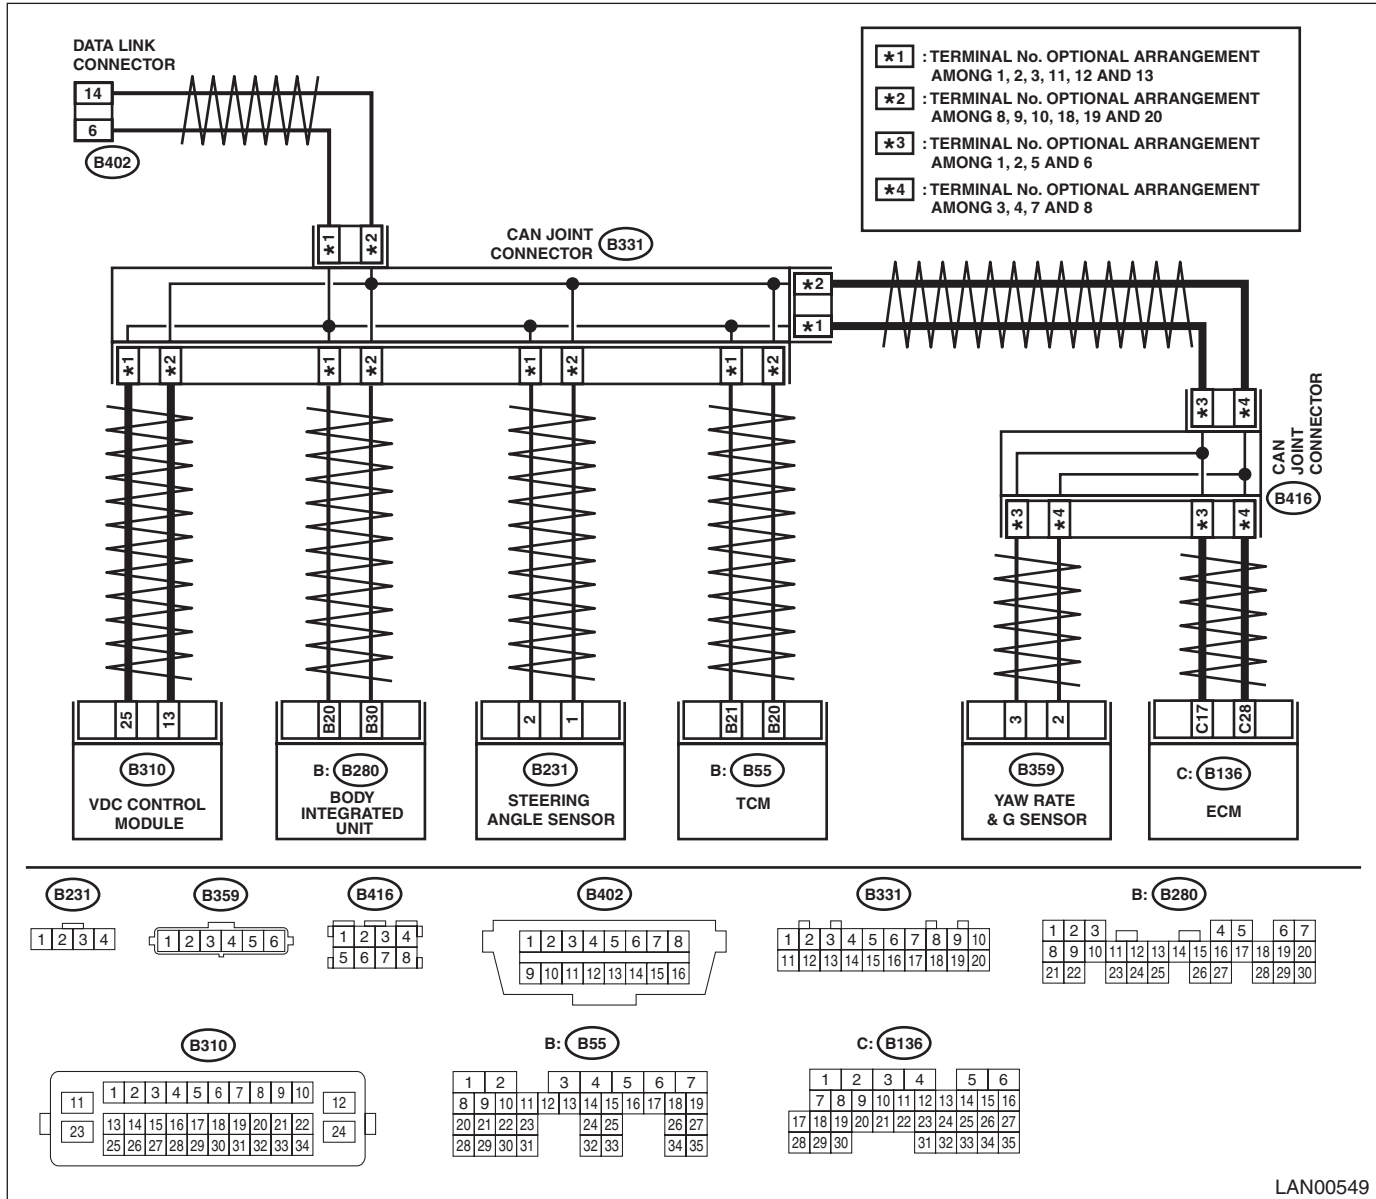 DATA LINK
CONNECTOR
14
6
B402
*1 : TERMINAL No. OPTIONAL ARRANGEMENT
AMONG 1, 2, 3, 11, 12 AND 13
*2 : TERMINAL No. OPTIONAL ARRANGEMENT
AMONG 8, 9, 10, 18, 19 AND 20
*3 : TERMINAL No. OPTIONAL ARRANGEMENT
AMONG 1, 2, 5 AND 6
*4 : TERMINAL No. OPTIONAL ARRANGEMENT
AMONG 3, 4, 7 AND 8
*1 *2
CAN JOINT
CONNECTOR B331
*2
*1
*1 *2 *1 *2 *1 *2 *1 *2
*3 *4
CAN
JOINT
CONNECTOR
B416
*3 *4 *3 *4
25 13 B20 B30 2 1 B21 B20 3 2 C17 C28
B310
VDC CONTROL
MODULE
B: B280
BODY
INTEGRATED
UNIT
B231
STEERING
ANGLE SENSOR
B: B55
TCM
B359
YAW RATE
& G SENSOR
C: B136
ECM
B231
1 2 3 4
B359
1 2 3 4 5 6
B416
1 2 3 4
5 6 7 8
B402
1 2 3 4 5 6 7 8
9 10 11 12 13 14 15 16
B331
1 2 3 4 5 6 7 8 9 10
11 12 13 14 15 16 17 18 19 20
B: B280
1 2 3 4 5 6 7
8 9 10 11 12 13 14 15 16 17 18 19 20
21 22 23 24 25 26 27 28 29 30
B310
1 2 3 4 5 6 7 8 9 10
11 12
13 14 15 16 17 18 19 20 21 22
23 24
25 26 27 28 29 30 31 32 33 34
B: B55
1 2 3 4 5 6 7
8 9 10 11 12 13 14 15 16 17 18 19
20 21 22 23 24 25 26 27
28 29 30 31 32 33 34 35
C: B136
1 2 3 4 5 6
7 8 9 10 11 12 13 14 15 16
17 18 19 20 21 22 23 24 25 26 27
28 29 30 31 32 33 34 35
LAN00549